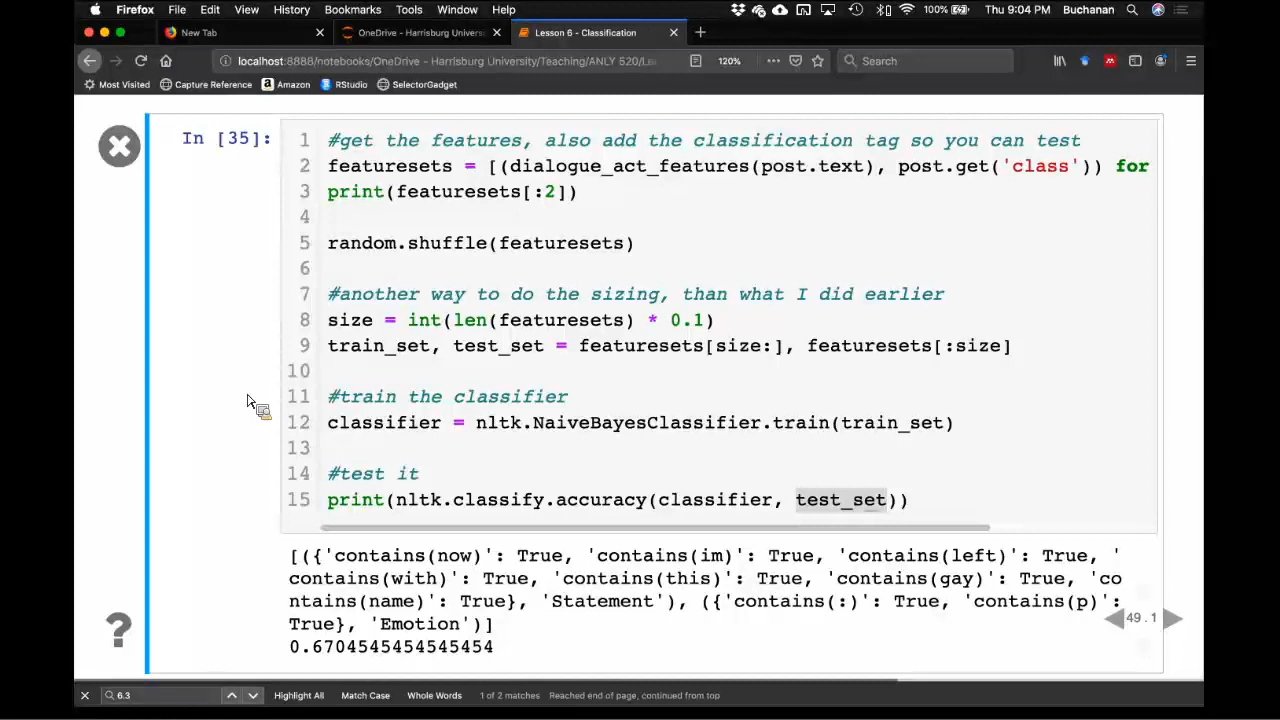 Firefox File Edit View History Bookmarks Tools Window Help 100% Thu 9:04 PM Buchanan
New Tab OneDrive - Harrisburg Univers Lesson 6 - Classification
localhost:8888/notebooks/OneDrive - Harrisburg University/Teaching/ANLY 520/Le 120% Search
Most Visited Capture Reference Amazon RStudio SelectorGadget
In [35]:
1 #get the features, also add the classification tag so you can test
2 featuresets = [(dialogue_act_features(post.text), post.get('class')) for
3 print(featuresets[:2])
4
5 random.shuffle(featuresets)
6
7 #another way to do the sizing, than what I did earlier
8 size = int(len(featuresets) * 0.1)
9 train_set, test_set = featuresets[size:], featuresets[:size]
10
11 #train the classifier
12 classifier = nltk.NaiveBayesClassifier.train(train_set)
13
14 #test it
15 print(nltk.classify.accuracy(classifier, test_set))
[({'contains(now)': True, 'contains(im)': True, 'contains(left)': True, '
contains(with)': True, 'contains(this)': True, 'contains(gay)': True, 'co
ntains(name)': True}, 'Statement'), ({'contains(:)': True, 'contains(p)':
True}, 'Emotion')]
0.6704545454545454
49.1
?
6.3 Highlight All Match Case Whole Words 1 of 2 matches Reached end of page, continued from top